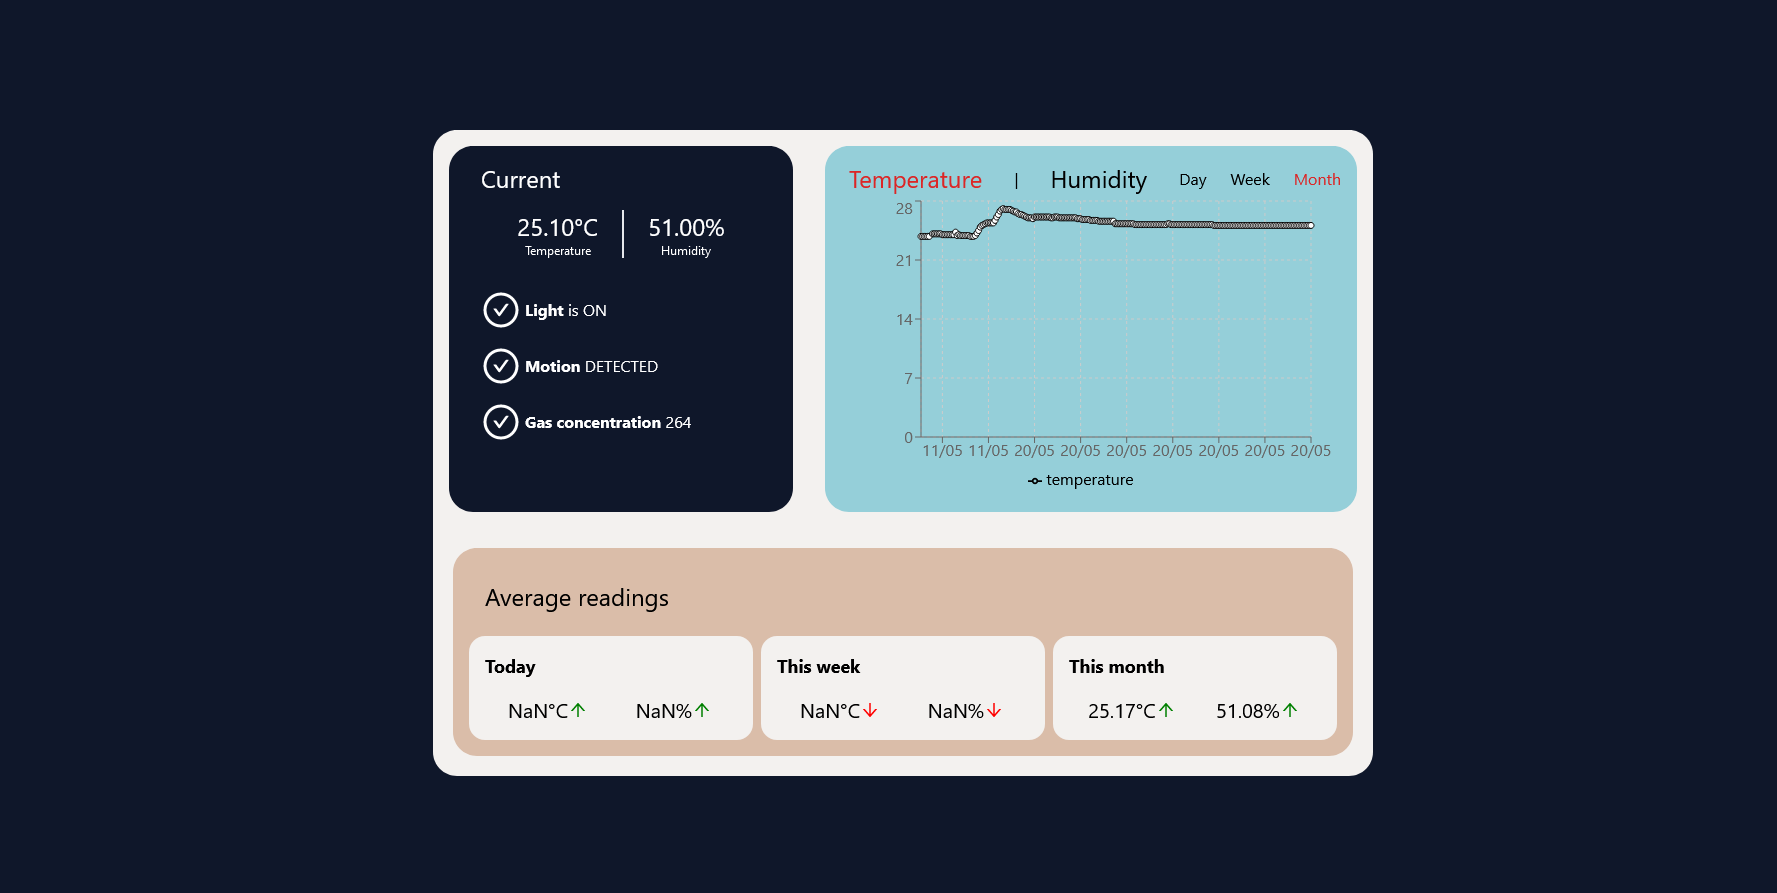 Current
25.10°C
Temperature
51.00%
Humidity
Light is ON
Motion DETECTED
Gas concentration 264
Temperature | Humidity Day Week Month
28
21
14
7
0
11/05 11/05 20/05 20/05 20/05 20/05 20/05 20/05 20/05
temperature
Average readings
Today
NaN°C NaN%
This week
NaN°C NaN%
This month
25.17°C 51.08%